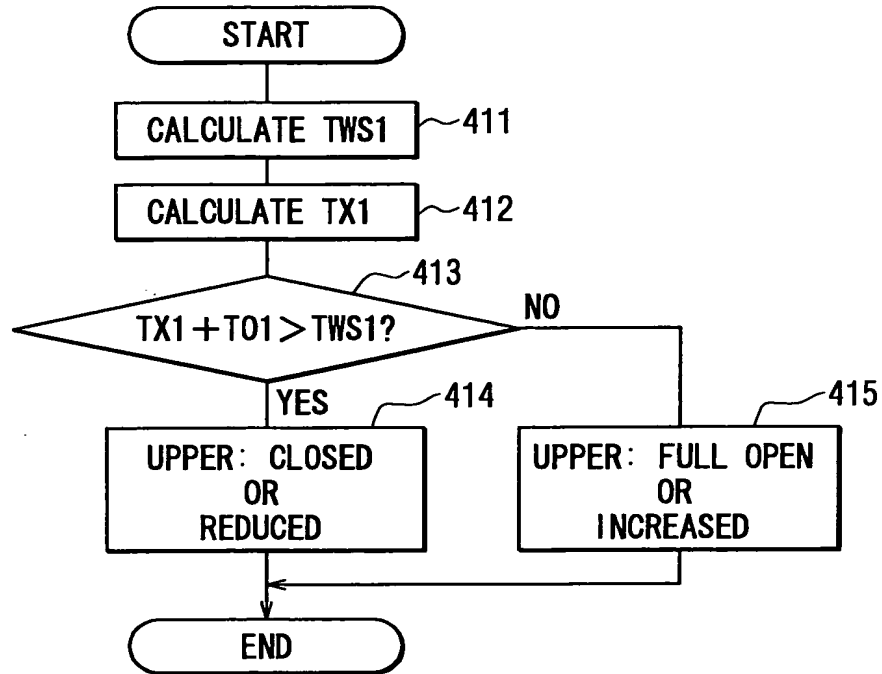 START
CALCULATE TWS1
411
CALCULATE TX1
412
413
TX1+TO1>TWS1?
NO
YES
414
415
UPPER: CLOSED
OR
REDUCED
UPPER: FULL OPEN
OR
INCREASED
END